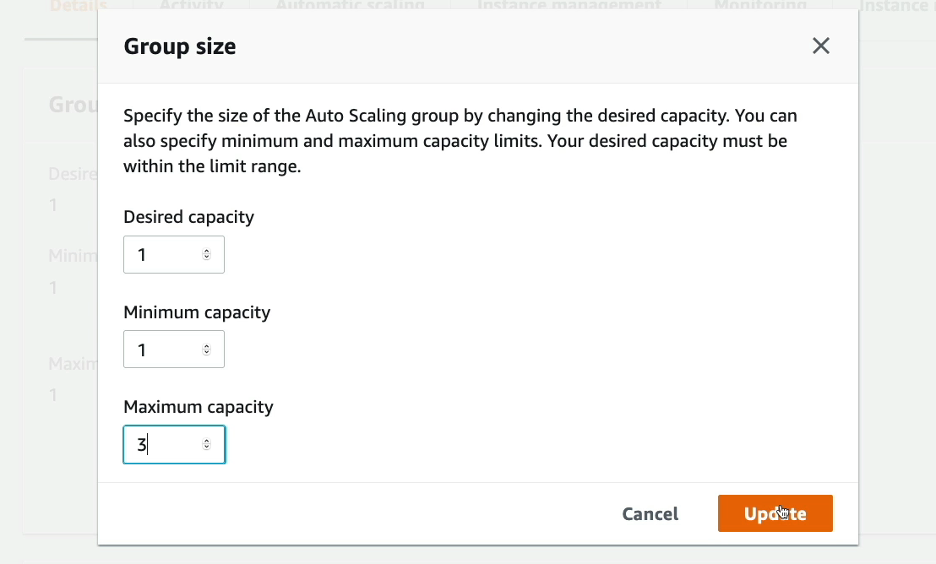 Details Activity Automatic scaling Instance management Monitoring Instance
Group size
Grou
Specify the size of the Auto Scaling group by changing the desired capacity. You can
also specify minimum and maximum capacity limits. Your desired capacity must be
within the limit range.
Desire
1
Desired capacity
1
Minim
1
Minimum capacity
1
Maxim
1
Maximum capacity
3
Cancel Update